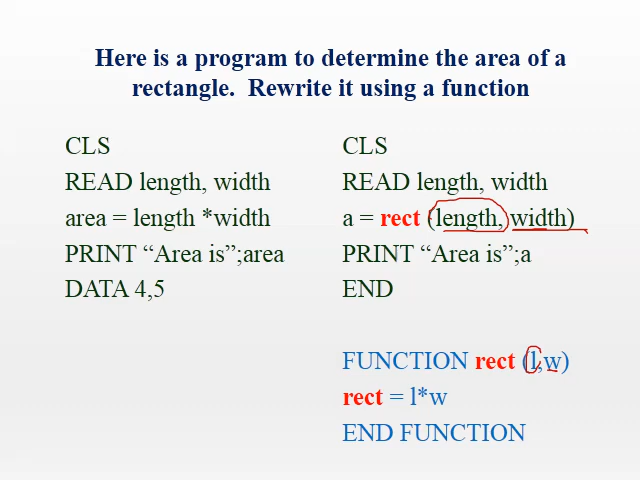 Here is a program to determine the area of a
rectangle. Rewrite it using a function
CLS
READ length, width
area = length *width
PRINT “Area is”;area
DATA 4,5
CLS
READ length, width
a = rect (length, width)
PRINT “Area is”;a
END
FUNCTION rect (l,w)
rect = l*w
END FUNCTION